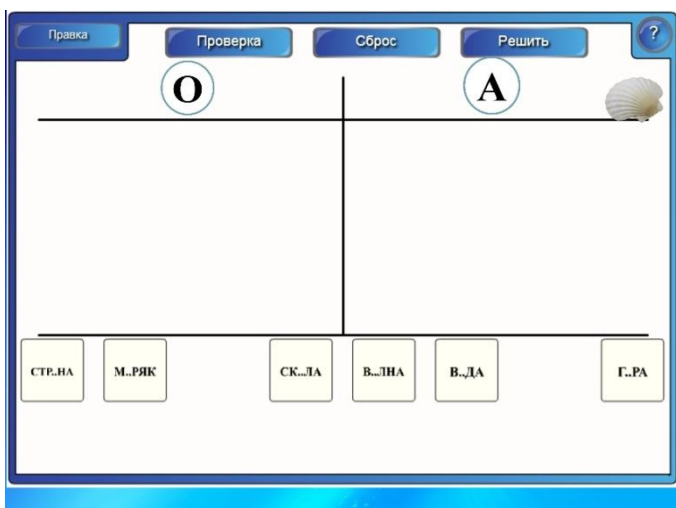 Правка
Проверка Сброс Решить ?
О А
СТР..НА М..РЯК СК...ЛА В...ЛНА В..ДА Г..РА